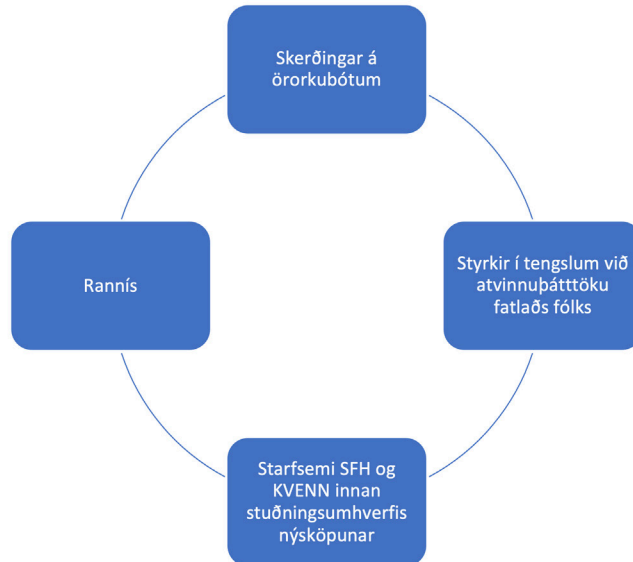 Skerðingar á
örorkubótum
Rannís
Styrkir í tengslum við
atvinnuþátttöku
fatlaðs fólks
Starfsemi SFH og
KVENN innan
stuðningsumhverfis
nýsköpunar